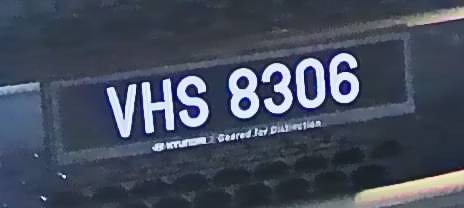 VHS 8306
HYUNDAI Geared for Distinction